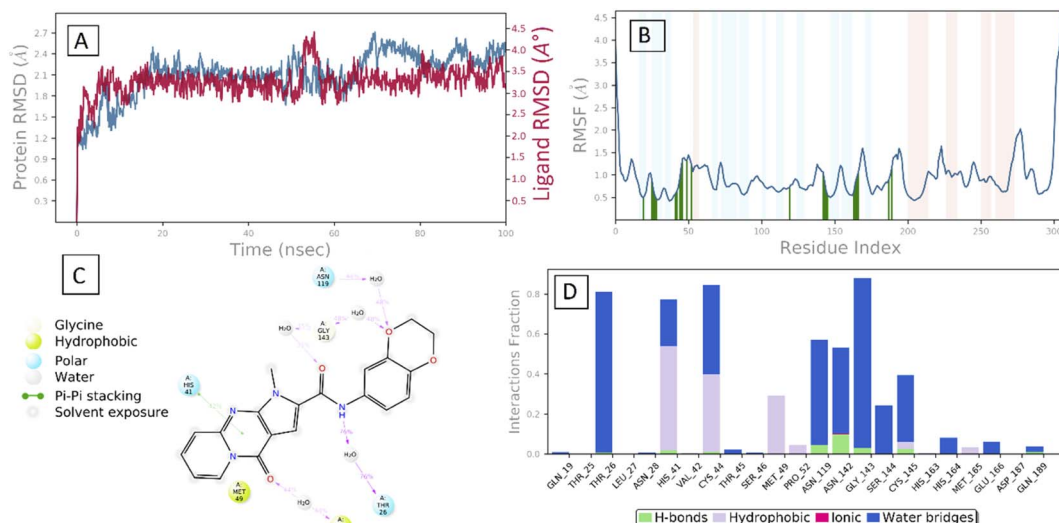 A
Protein RMSD (Å)
2.7
2.4
2.1
1.8
1.5
1.2
0.9
0.6
0.3
4.5
4.0
3.5
3.0
2.5
2.0
1.5
1.0
0.5
Ligand RMSD (A°)
0
20
40
60
80
100
Time (nsec)
B
RMSF (Å)
4.5
4.0
3.5
3.0
2.5
2.0
1.5
1.0
0.5
0
50
100
150
200
250
300
Residue Index
C
Glycine
Hydrophobic
Polar
Water
Pi-Pi stacking
Solvent exposure
A:
ASN
119
H₂O
H₂O
A:
GLY
143
H₂O
A:
HIS
41
N
N
N
O
O
O
O
N
H
H₂O
A:
THR
26
A:
MET
49
H₂O
A:
D
Interactions Fraction
0.8
0.6
0.4
0.2
0.0
GLN_19
THR_25
THR_26
LEU_27
ASN_28
HIS_41
VAL_42
CYS_44
THR_45
SER_46
MET_49
PRO_52
ASN_119
ASN_142
GLY_143
SER_144
CYS_145
HIS_163
HIS_164
MET_165
GLU_166
ASP_187
GLN_189
H-bonds
Hydrophobic
Ionic
Water bridges